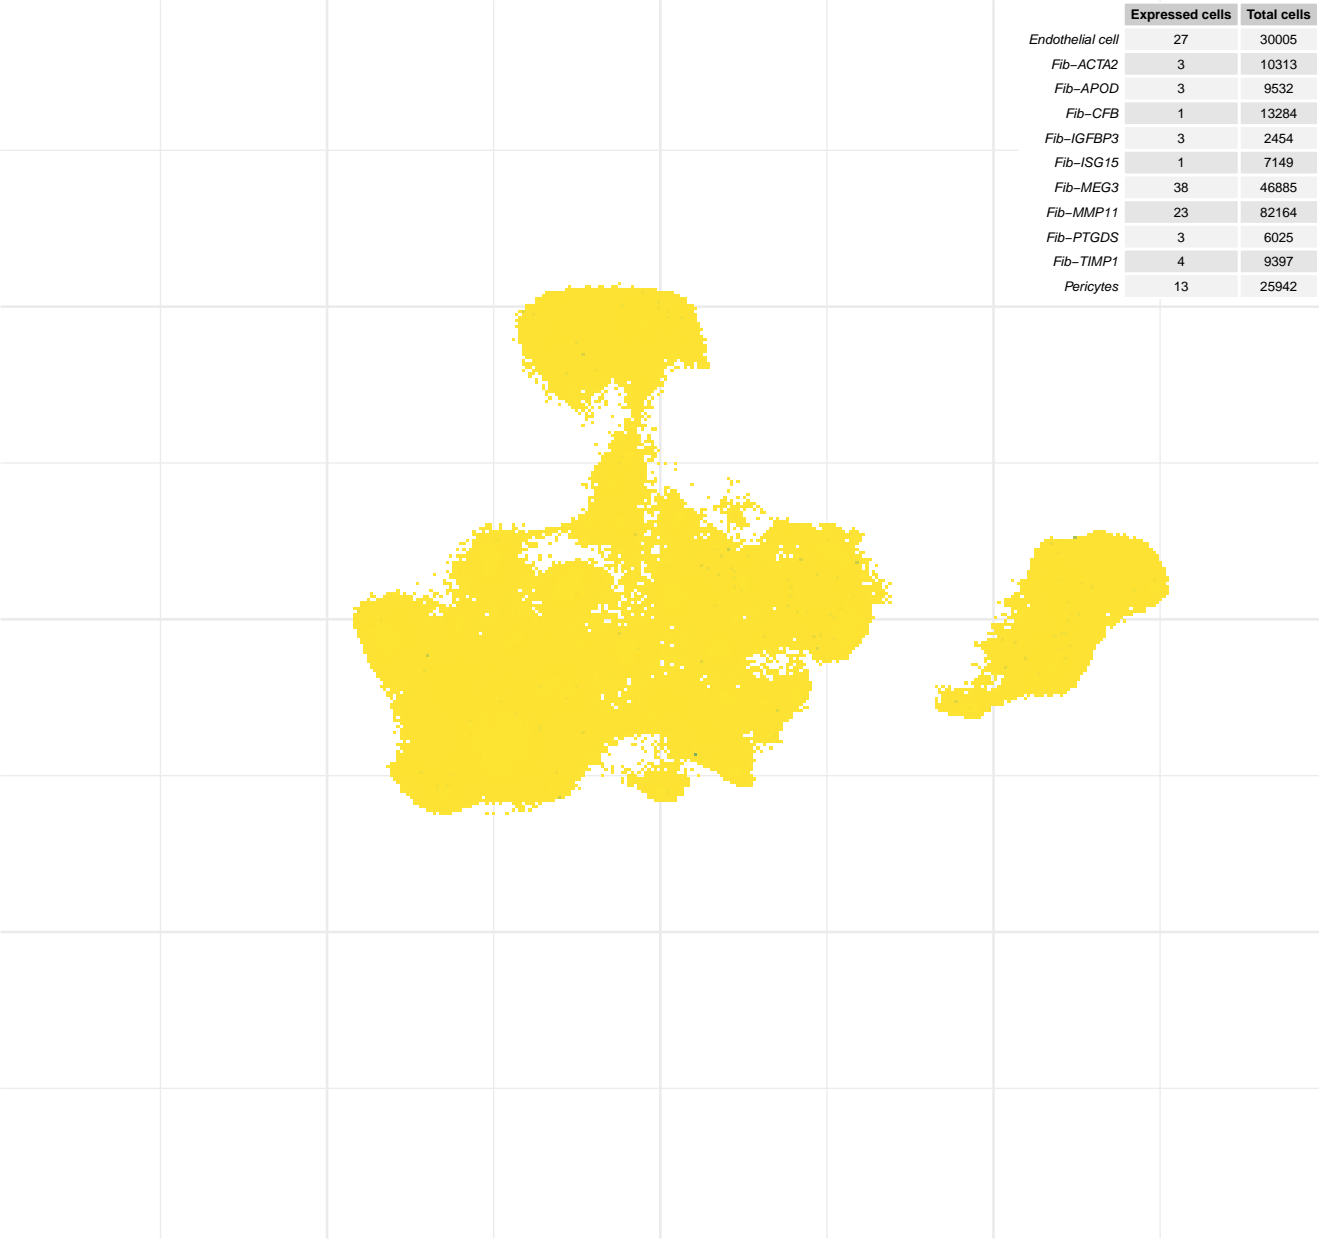 Expressed cells Total cells
Endothelial cell 27 30005
Fib−ACTA2 3 10313
Fib−APOD 3 9532
Fib−CFB 1 13284
Fib−IGFBP3 3 2454
Fib−ISG15 1 7149
Fib−MEG3 38 46885
Fib−MMP11 23 82164
Fib−PTGDS 3 6025
Fib−TIMP1 4 9397
Pericytes 13 25942